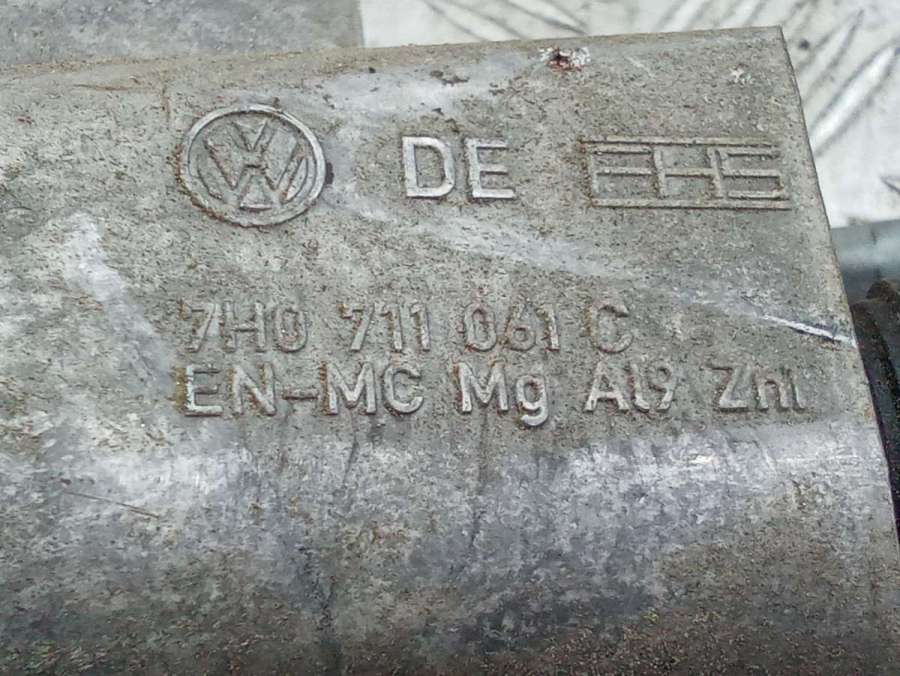 DE EHS
7H0 711 061 C
EN-MC Mg Al9 Zn1